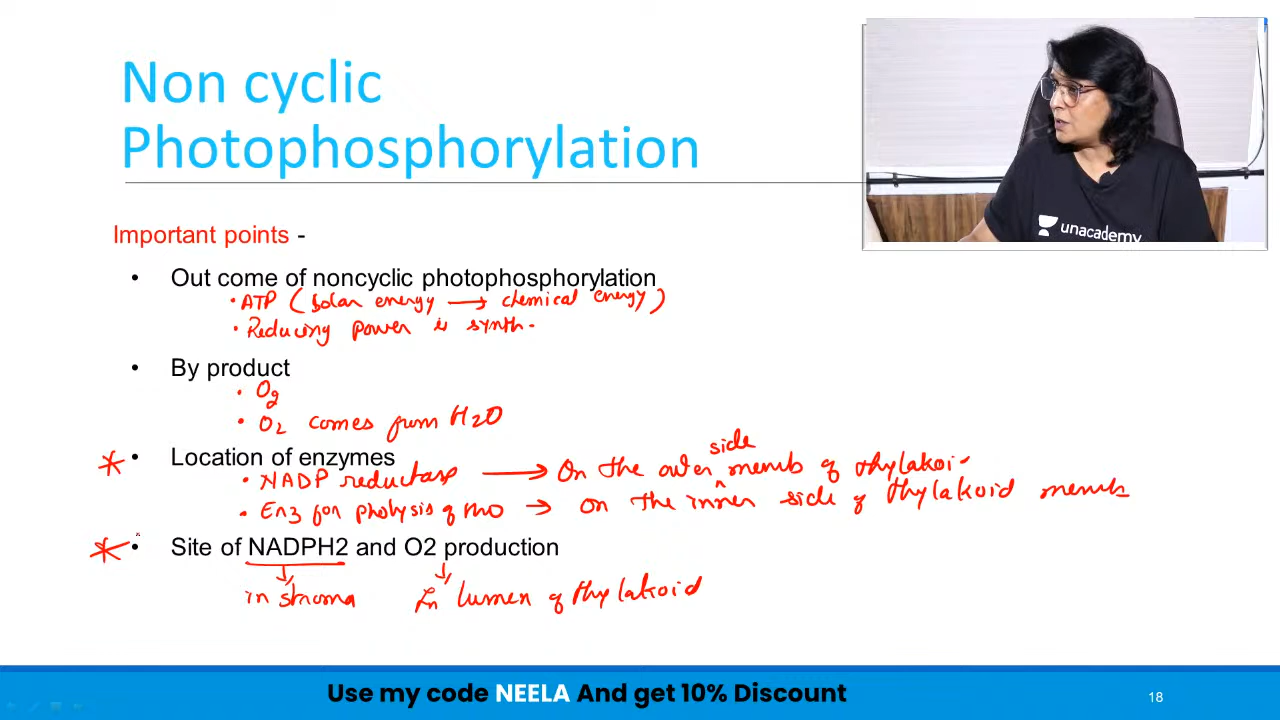 Non cyclic
Photophosphorylation
unacademy
Important points -
• Out come of noncyclic photophosphorylation
• ATP (solar energy → chemical energy)
• Reducing power is synth.
• By product
• O2
• O2 comes from H2O
* • Location of enzymes
• NADP reductase → On the outer side memb of thylakoi
• Enz for pholysis of H2O → on the inner side of thylakoid memb
* • Site of NADPH2 and O2 production
in stroma In lumen of thylakoid
Use my code NEELA And get 10% Discount
18